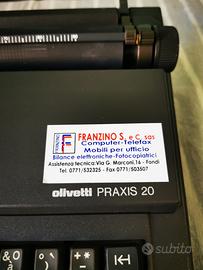 FRANZINO
FRANZINO S. e C. sas
Computer-Telefax
Mobili per ufficio
Bilance elettroniche-Fotocopiatrici
Assistenza tecnica: Via G. Marconi,16 - Fondi
Tel. 0771/532325 - Fax 0771/503507
olivetti PRAXIS 20
subito